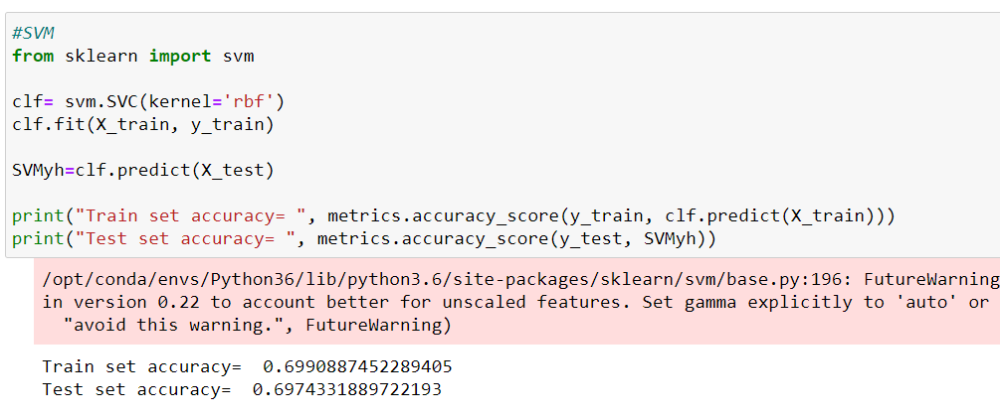 #SVM
from sklearn import svm
clf= svm.SVC(kernel='rbf')
clf.fit(X_train, y_train)
SVMyh=clf.predict(X_test)
print("Train set accuracy= ", metrics.accuracy_score(y_train, clf.predict(X_train)))
print("Test set accuracy= ", metrics.accuracy_score(y_test, SVMyh))
/opt/conda/envs/Python36/lib/python3.6/site-packages/sklearn/svm/base.py:196: FutureWarning
in version 0.22 to account better for unscaled features. Set gamma explicitly to 'auto' or
"avoid this warning.", FutureWarning)
Train set accuracy=  0.6990887452289405
Test set accuracy=  0.6974331889722193